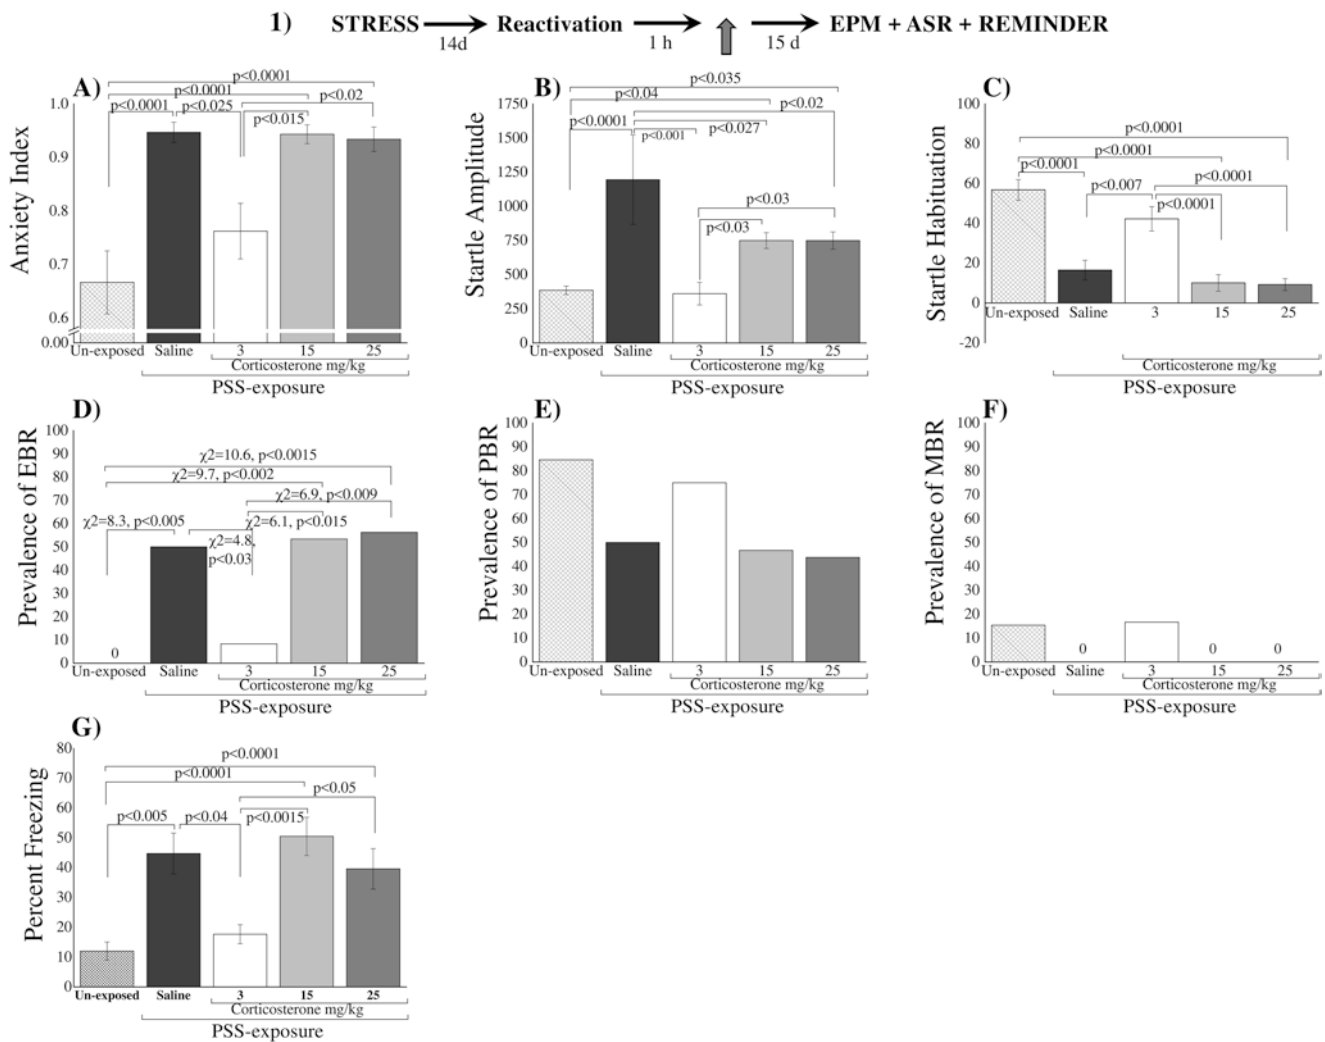 1) STRESS Reactivation EPM + ASR + REMINDER
14d 1 h 15 d
A)
Anxiety Index
1.0
0.9
0.8
0.7
0.6
0.00
p<0.0001
p<0.0001
p<0.0001 p<0.025 p<0.02
p<0.015
Un-exposed Saline 3 15 25
Corticosterone mg/kg
PSS-exposure
B)
Startle Amplitude
1750
1500
1250
1000
750
500
250
0
p<0.035
p<0.04 p<0.02
p<0.0001 p<0.001 p<0.027
p<0.03
p<0.03
Un-exposed Saline 3 15 25
Corticosterone mg/kg
PSS-exposure
C)
Startle Habituation
100
80
60
40
20
0
-20
p<0.0001
p<0.0001
p<0.0001
p<0.007 p<0.0001
p<0.0001
Un-exposed Saline 3 15 25
Corticosterone mg/kg
PSS-exposure
D)
Prevalence of EBR
100
90
80
70
60
50
40
30
20
10
0
χ2=10.6, p<0.0015
χ2=9.7, p<0.002
χ2=6.9, p<0.009
χ2=8.3, p<0.005 χ2=6.1, p<0.015
χ2=4.8,
p<0.03
0
Un-exposed Saline 3 15 25
Corticosterone mg/kg
PSS-exposure
E)
Prevalence of PBR
100
90
80
70
60
50
40
30
20
10
0
Un-exposed Saline 3 15 25
Corticosterone mg/kg
PSS-exposure
F)
Prevalence of MBR
100
90
80
70
60
50
40
30
20
10
0
0 0 0
Un-exposed Saline 3 15 25
Corticosterone mg/kg
PSS-exposure
G)
Percent Freezing
80
70
60
50
40
30
20
10
0
p<0.0001
p<0.0001
p<0.05
p<0.005 p<0.04 p<0.0015
Un-exposed Saline 3 15 25
Corticosterone mg/kg
PSS-exposure